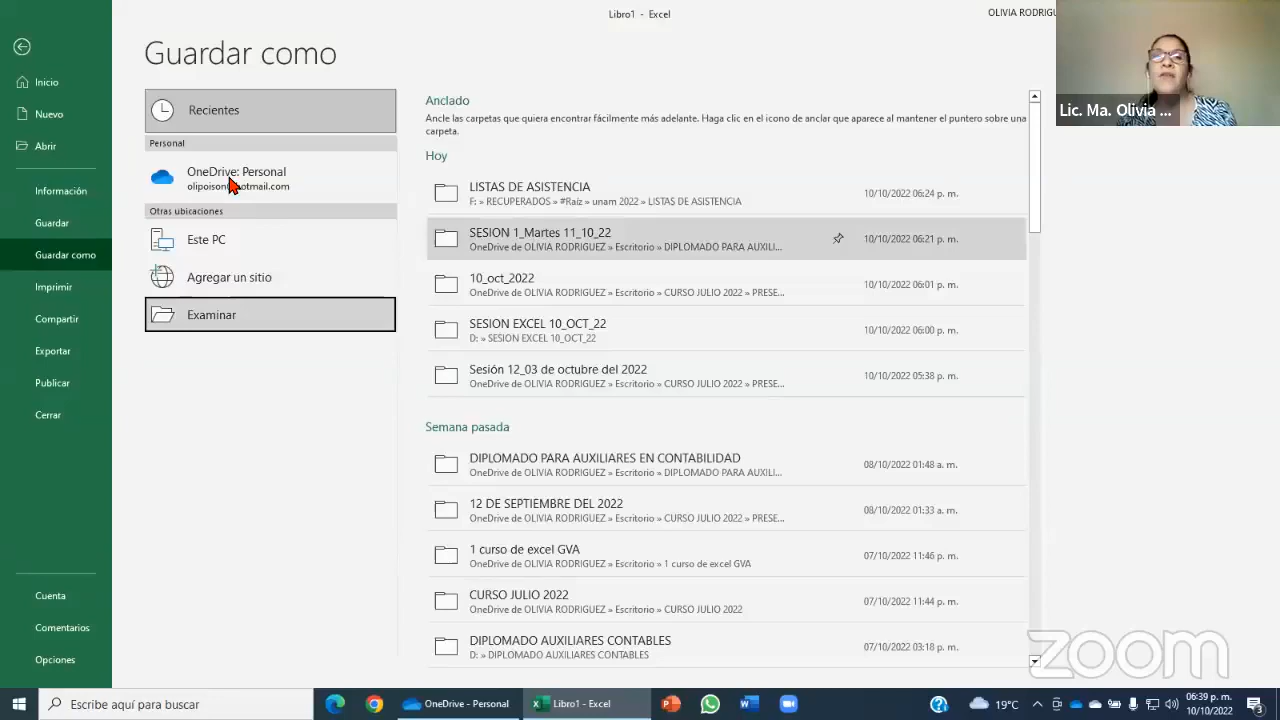 Libro1 - Excel
OLIVIA RODRIGU
Lic. Ma. Olivia ...
Inicio
Nuevo
Abrir
Información
Guardar
Guardar como
Imprimir
Compartir
Exportar
Publicar
Cerrar
Cuenta
Comentarios
Opciones
Guardar como
Recientes
Personal
OneDrive: Personal
Otras ubicaciones
Este PC
Agregar un sitio
Examinar
Anclado
Ancle las carpetas que quiera encontrar fácilmente más adelante. Haga clic en el icono de anclar que aparece al mantener el puntero sobre una
carpeta.
Hoy
LISTAS DE ASISTENCIA
F: » RECUPERADOS » #Raíz » unam 2022 » LISTAS DE ASISTENCIA
10/10/2022 06:24 p. m.
SESION 1_Martes 11_10_22
OneDrive de OLIVIA RODRIGUEZ » Escritorio » DIPLOMADO PARA AUXILI...
10/10/2022 06:21 p. m.
10_oct_2022
OneDrive de OLIVIA RODRIGUEZ » Escritorio » CURSO JULIO 2022 » PRESE...
10/10/2022 06:01 p. m.
SESION EXCEL 10_OCT_22
D: » SESION EXCEL 10_OCT_22
10/10/2022 06:00 p. m.
Sesión 12_03 de octubre del 2022
OneDrive de OLIVIA RODRIGUEZ » Escritorio » CURSO JULIO 2022 » PRESE...
10/10/2022 05:38 p. m.
Semana pasada
DIPLOMADO PARA AUXILIARES EN CONTABILIDAD
OneDrive de OLIVIA RODRIGUEZ » Escritorio » DIPLOMADO PARA AUXILI...
08/10/2022 01:48 a. m.
12 DE SEPTIEMBRE DEL 2022
OneDrive de OLIVIA RODRIGUEZ » Escritorio » CURSO JULIO 2022 » PRESE...
08/10/2022 01:33 a. m.
1 curso de excel GVA
OneDrive de OLIVIA RODRIGUEZ » Escritorio » 1 curso de excel GVA
07/10/2022 11:46 p. m.
CURSO JULIO 2022
OneDrive de OLIVIA RODRIGUEZ » Escritorio » CURSO JULIO 2022
07/10/2022 11:44 p. m.
DIPLOMADO AUXILIARES CONTABLES
D: » DIPLOMADO AUXILIARES CONTABLES
07/10/2022 03:18 p. m.
zoom
Escribe aquí para buscar
OneDrive - Personal
Libro1 - Excel
19°C
06:39 p. m.
10/10/2022
3